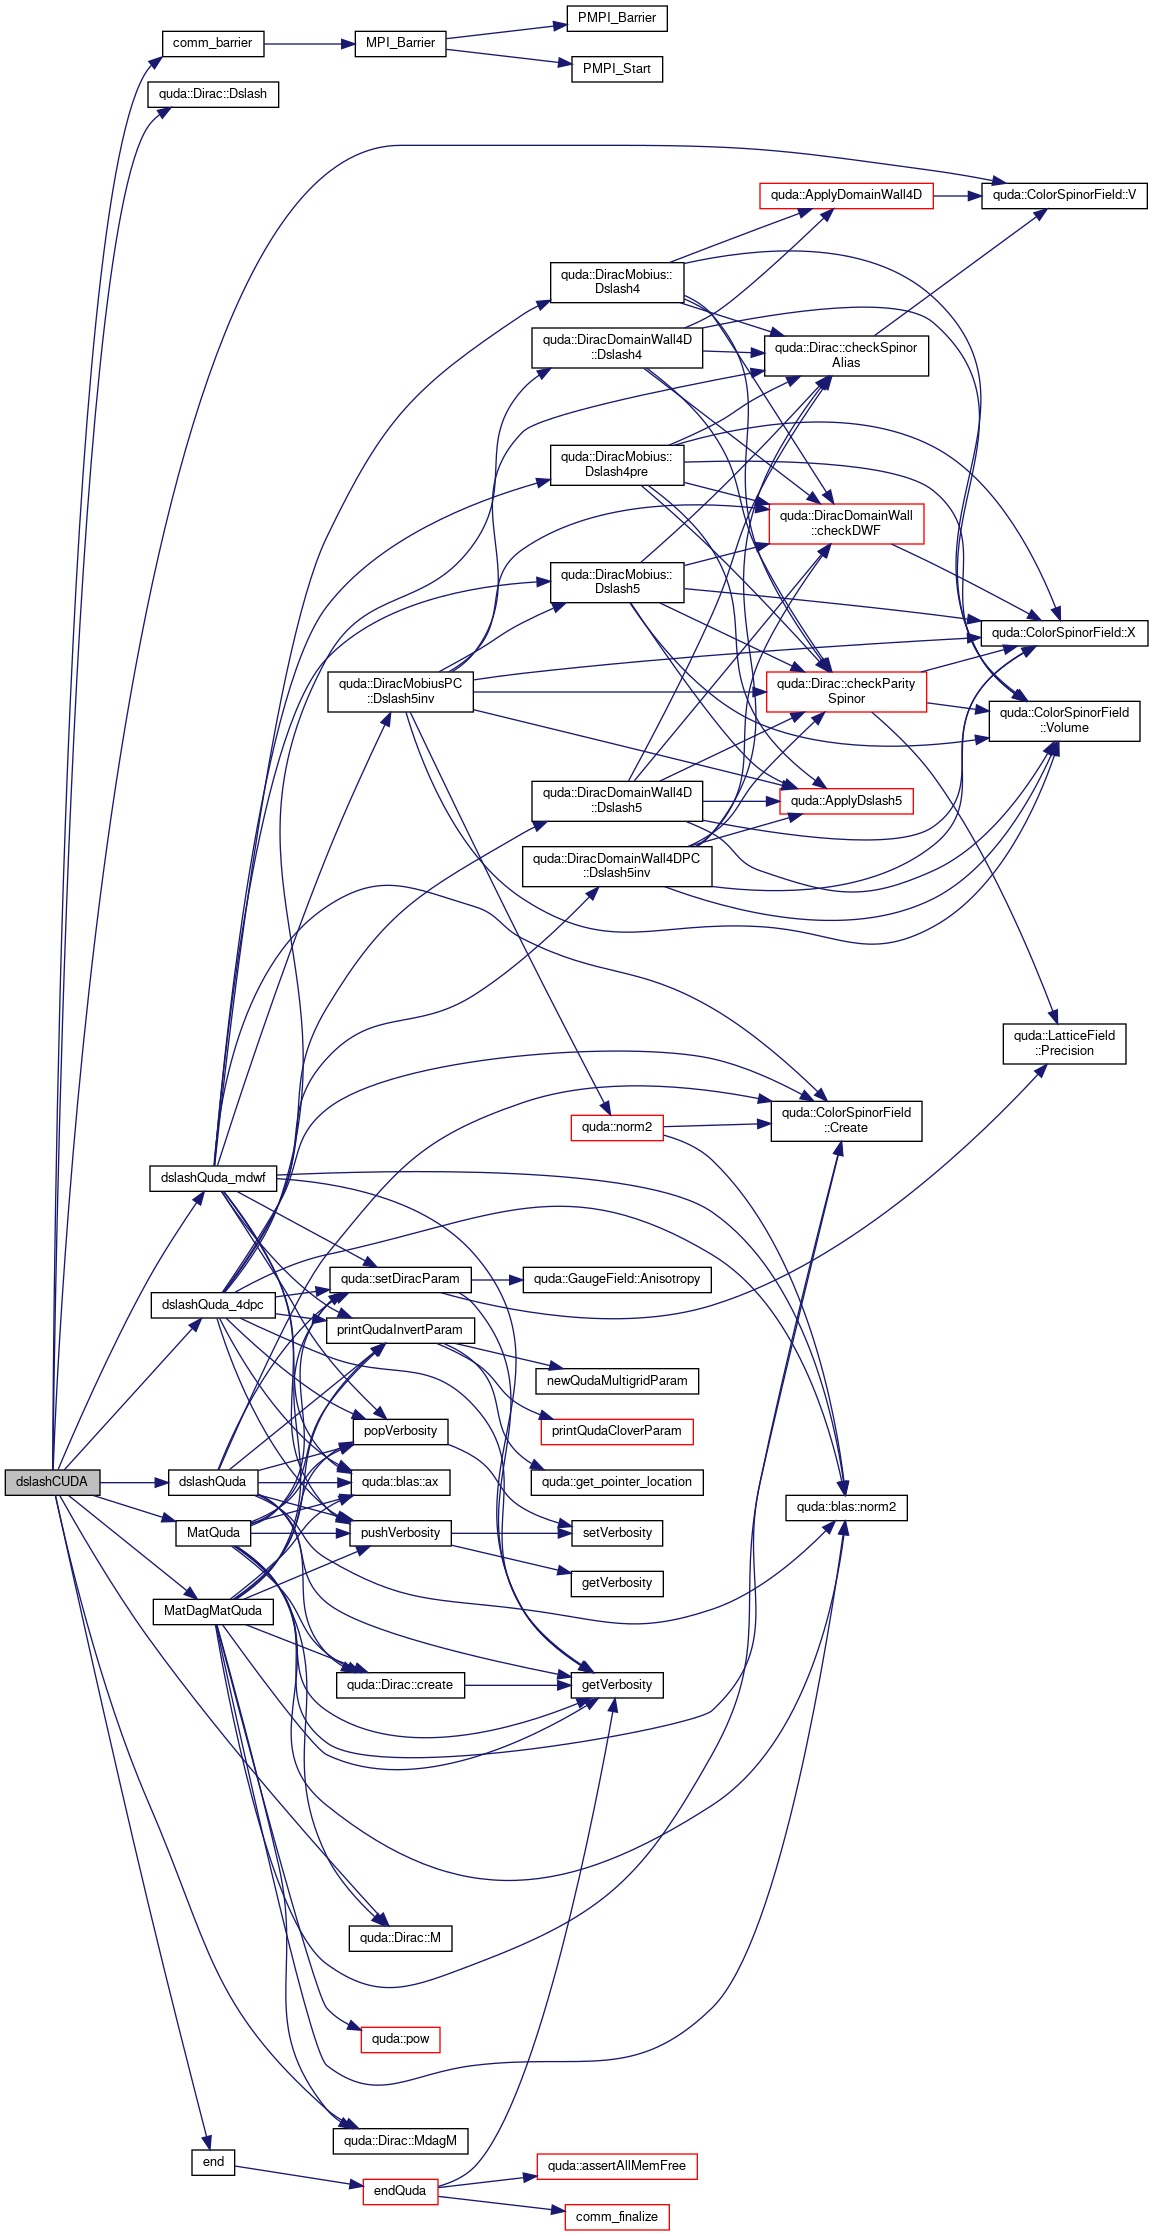 PMPI_Barrier
comm_barrier
MPI_Barrier
PMPI_Start
quda::Dirac::Dslash
quda::ApplyDomainWall4D
quda::ColorSpinorField::V
quda::DiracMobius::
Dslash4
quda::DiracDomainWall4D
::Dslash4
quda::Dirac::checkSpinor
Alias
quda::DiracMobius::
Dslash4pre
quda::DiracDomainWall
::checkDWF
quda::DiracMobius::
Dslash5
quda::ColorSpinorField::X
quda::DiracMobiusPC
::Dslash5inv
quda::Dirac::checkParity
Spinor
quda::ColorSpinorField
::Volume
quda::DiracDomainWall4D
::Dslash5
quda::ApplyDslash5
quda::DiracDomainWall4DPC
::Dslash5inv
quda::LatticeField
::Precision
quda::norm2
quda::ColorSpinorField
::Create
dslashQuda_mdwf
quda::setDiracParam
quda::GaugeField::Anisotropy
dslashQuda_4dpc
printQudaInvertParam
newQudaMultigridParam
popVerbosity
printQudaCloverParam
dslashCUDA
dslashQuda
quda::blas::ax
quda::get_pointer_location
quda::blas::norm2
MatQuda
pushVerbosity
setVerbosity
getVerbosity
MatDagMatQuda
quda::Dirac::create
getVerbosity
quda::Dirac::M
quda::pow
quda::Dirac::MdagM
end
quda::assertAllMemFree
endQuda
comm_finalize